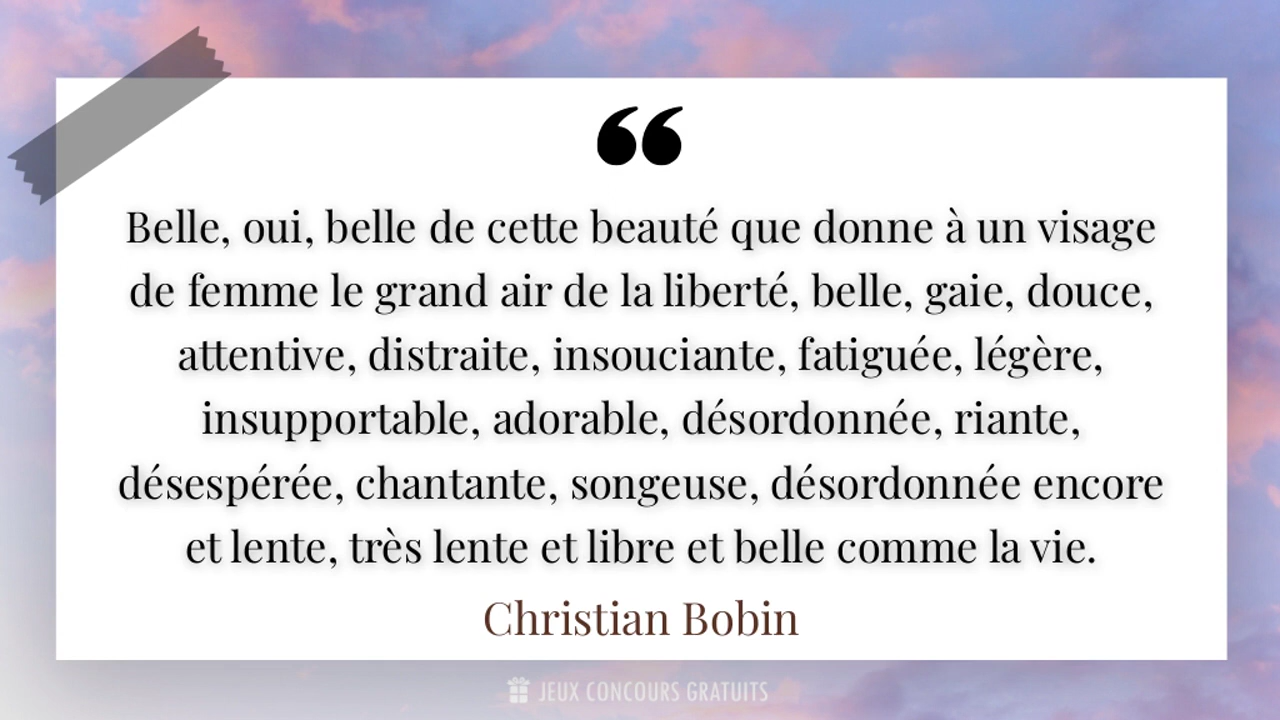 “
Belle, oui, belle de cette beauté que donne à un visage
de femme le grand air de la liberté, belle, gaie, douce,
attentive, distraite, insouciante, fatiguée, légère,
insupportable, adorable, désordonnée, riante,
désespérée, chantante, songeuse, désordonnée encore
et lente, très lente et libre et belle comme la vie.
Christian Bobin
JEUX CONCOURS GRATUITS